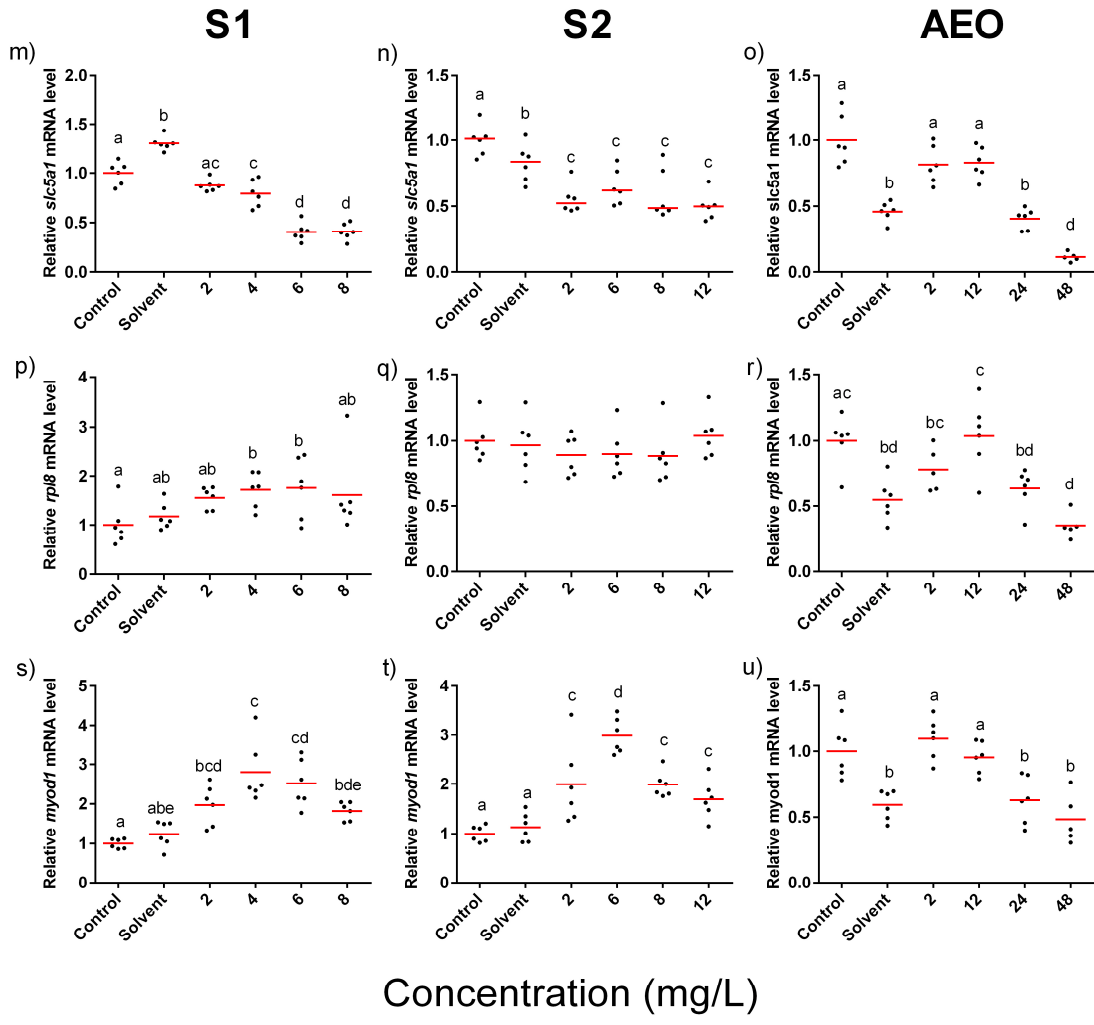 S1 S2 AEO
m) n) o)
Relative slc5a1 mRNA level
2.0
1.5
1.0
0.5
0.0
a b ac c d d
Control Solvent 2 4 6 8
Relative slc5a1 mRNA level
1.5
1.0
0.5
0.0
a b c c c c
Control Solvent 2 6 8 12
Relative slc5a1 mRNA level
1.5
1.0
0.5
0.0
a b a a b d
Control Solvent 2 12 24 48
p) q) r)
Relative rpl8 mRNA level
4
3
2
1
0
a ab ab b b ab
Control Solvent 2 4 6 8
Relative rpl8 mRNA level
1.5
1.0
0.5
0.0
Control Solvent 2 6 8 12
Relative rpl8 mRNA level
1.5
1.0
0.5
0.0
ac bd bc c bd d
Control Solvent 2 12 24 48
s) t) u)
Relative myod1 mRNA level
5
4
3
2
1
0
a abe bcd c cd bde
Control Solvent 2 4 6 8
Relative myod1 mRNA level
4
3
2
1
0
a a c d c c
Control Solvent 2 6 8 12
Relative myod1 mRNA level
1.5
1.0
0.5
0.0
a b a a b b
Control Solvent 2 12 24 48
Concentration (mg/L)